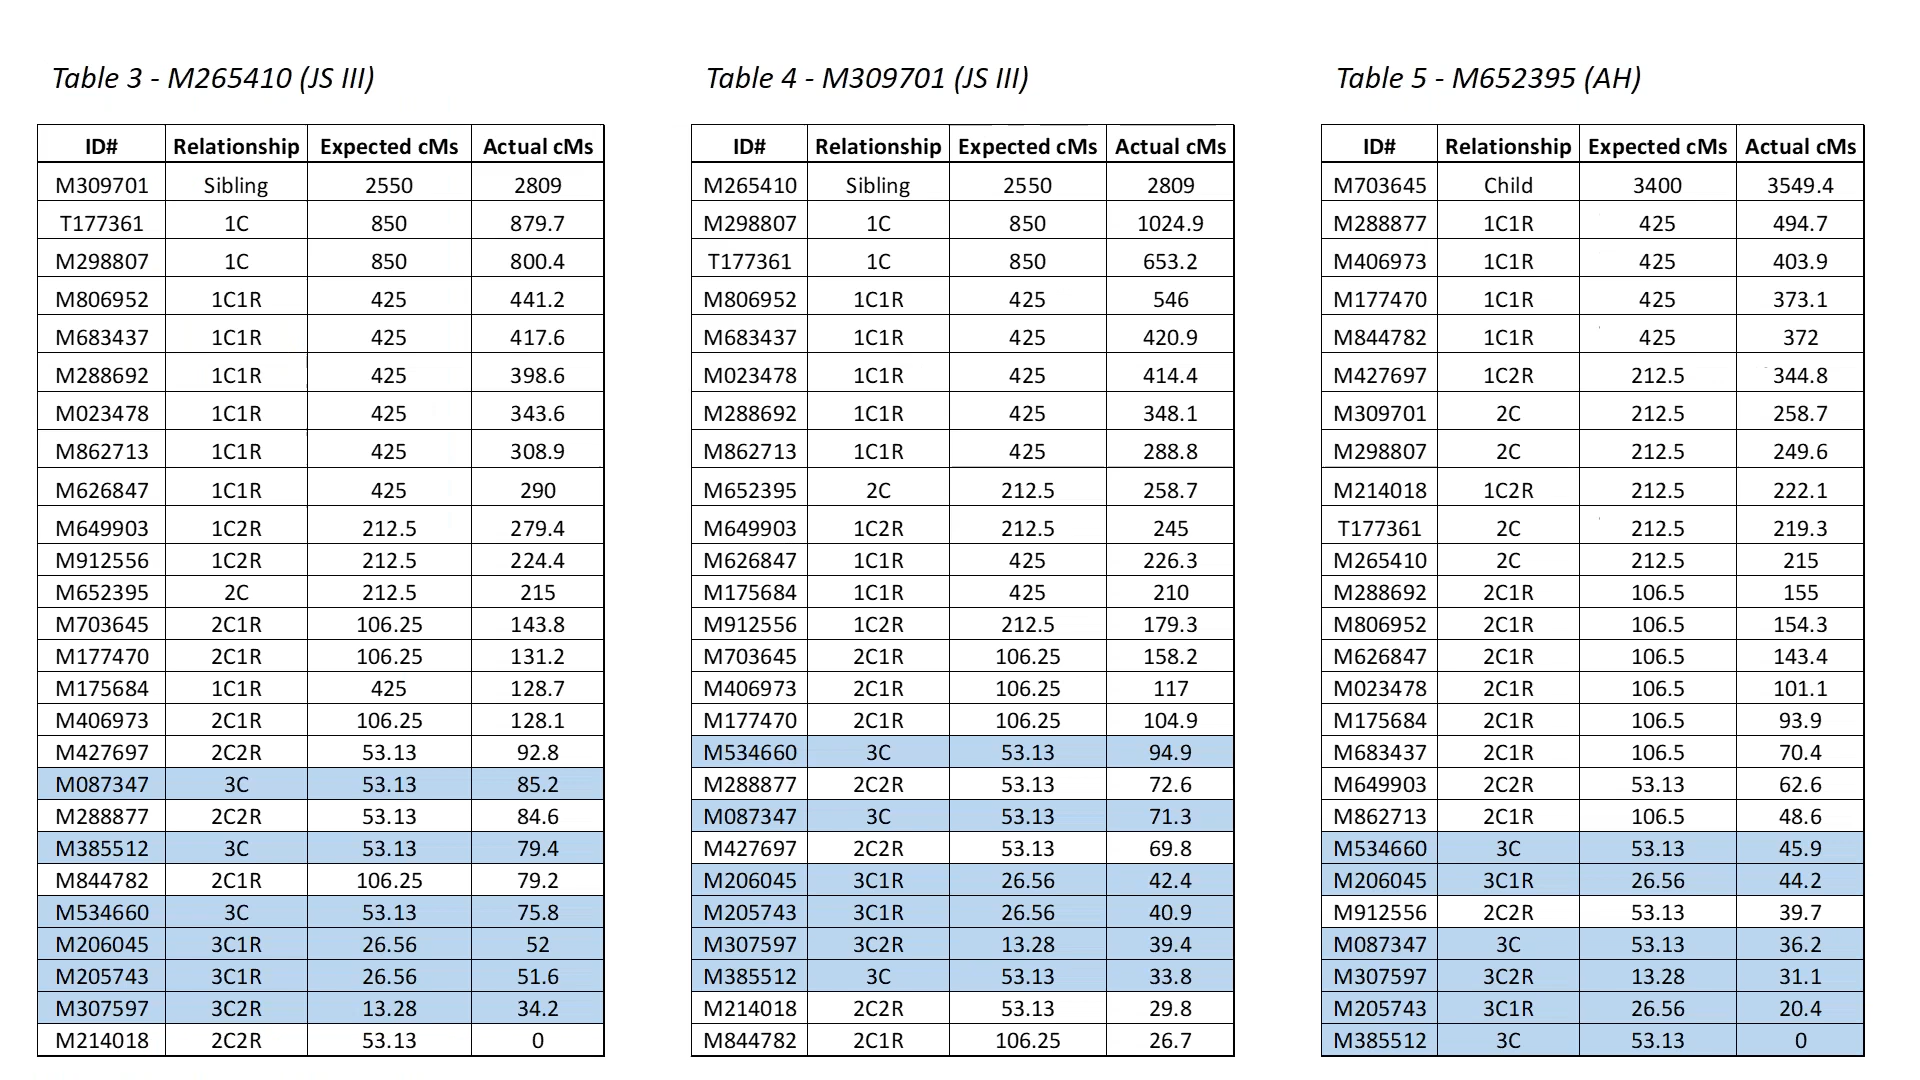 Table 3 - M265410 (JS III)
ID# Relationship Expected cMs Actual cMs
M309701 Sibling 2550 2809
T177361 1C 850 879.7
M298807 1C 850 800.4
M806952 1C1R 425 441.2
M683437 1C1R 425 417.6
M288692 1C1R 425 398.6
M023478 1C1R 425 343.6
M862713 1C1R 425 308.9
M626847 1C1R 425 290
M649903 1C2R 212.5 279.4
M912556 1C2R 212.5 224.4
M652395 2C 212.5 215
M703645 2C1R 106.25 143.8
M177470 2C1R 106.25 131.2
M175684 1C1R 425 128.7
M406973 2C1R 106.25 128.1
M427697 2C2R 53.13 92.8
M087347 3C 53.13 85.2
M288877 2C2R 53.13 84.6
M385512 3C 53.13 79.4
M844782 2C1R 106.25 79.2
M534660 3C 53.13 75.8
M206045 3C1R 26.56 52
M205743 3C1R 26.56 51.6
M307597 3C2R 13.28 34.2
M214018 2C2R 53.13 0
Table 4 - M309701 (JS III)
ID# Relationship Expected cMs Actual cMs
M265410 Sibling 2550 2809
M298807 1C 850 1024.9
T177361 1C 850 653.2
M806952 1C1R 425 546
M683437 1C1R 425 420.9
M023478 1C1R 425 414.4
M288692 1C1R 425 348.1
M862713 1C1R 425 288.8
M652395 2C 212.5 258.7
M649903 1C2R 212.5 245
M626847 1C1R 425 226.3
M175684 1C1R 425 210
M912556 1C2R 212.5 179.3
M703645 2C1R 106.25 158.2
M406973 2C1R 106.25 117
M177470 2C1R 106.25 104.9
M534660 3C 53.13 94.9
M288877 2C2R 53.13 72.6
M087347 3C 53.13 71.3
M427697 2C2R 53.13 69.8
M206045 3C1R 26.56 42.4
M205743 3C1R 26.56 40.9
M307597 3C2R 13.28 39.4
M385512 3C 53.13 33.8
M214018 2C2R 53.13 29.8
M844782 2C1R 106.25 26.7
Table 5 - M652395 (AH)
ID# Relationship Expected cMs Actual cMs
M703645 Child 3400 3549.4
M288877 1C1R 425 494.7
M406973 1C1R 425 403.9
M177470 1C1R 425 373.1
M844782 1C1R 425 372
M427697 1C2R 212.5 344.8
M309701 2C 212.5 258.7
M298807 2C 212.5 249.6
M214018 1C2R 212.5 222.1
T177361 2C 212.5 219.3
M265410 2C 212.5 215
M288692 2C1R 106.5 155
M806952 2C1R 106.5 154.3
M626847 2C1R 106.5 143.4
M023478 2C1R 106.5 101.1
M175684 2C1R 106.5 93.9
M683437 2C1R 106.5 70.4
M649903 2C2R 53.13 62.6
M862713 2C1R 106.5 48.6
M534660 3C 53.13 45.9
M206045 3C1R 26.56 44.2
M912556 2C2R 53.13 39.7
M087347 3C 53.13 36.2
M307597 3C2R 13.28 31.1
M205743 3C1R 26.56 20.4
M385512 3C 53.13 0